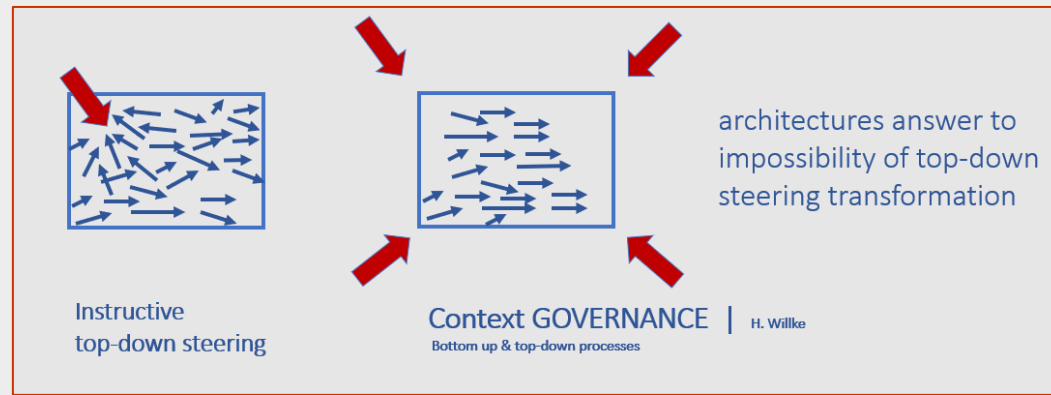 architectures answer to
impossibility of top-down
steering transformation
Instructive
top-down steering
Context GOVERNANCE | H. Willke
Bottom up & top-down processes